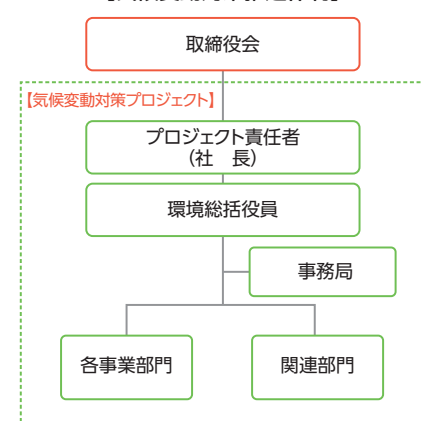 取締役会
【気候変動対策プロジェクト】
プロジェクト責任者
(社　長)
環境総括役員
事務局
各事業部門
関連部門